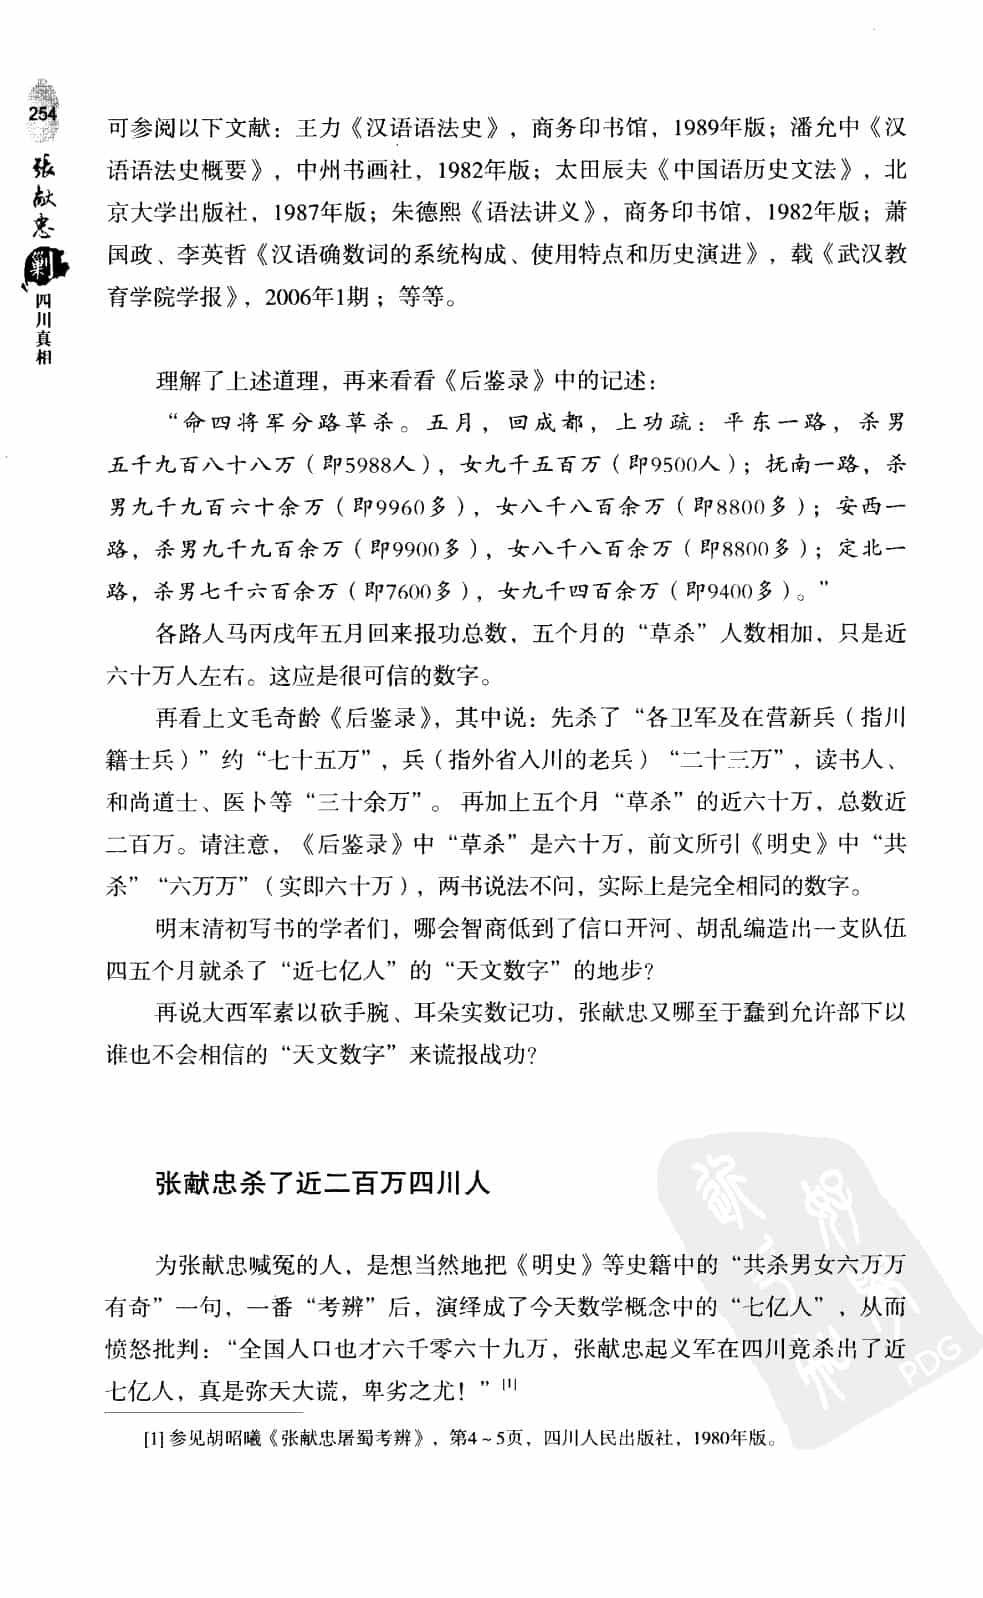 254
张献忠
剿
四川真相
可参阅以下文献：王力《汉语语法史》，商务印书馆，1989年版；潘允中《汉
语语法史概要》，中州书画社，1982年版；太田辰夫《中国语历史文法》，北
京大学出版社，1987年版；朱德熙《语法讲义》，商务印书馆，1982年版；萧
国政、李英哲《汉语确数词的系统构成、使用特点和历史演进》，载《武汉教
育学院学报》，2006年1期；等等。
理解了上述道理，再来看看《后鉴录》中的记述：
“命四将军分路草杀。五月，回成都，上功疏：平东一路，杀男
五千九百八十八万（即5988人），女九千五百万（即9500人）；抚南一路，杀
男九千九百六十余万（即9960多），女八千八百余万（即8800多）；安西一
路，杀男九千九百余万（即9900多），女八千八百余万（即8800多）；定北一
路，杀男七千六百余万（即7600多），女九千四百余万（即9400多）。”
各路人马丙戌年五月回来报功总数，五个月的“草杀”人数相加，只是近
六十万人左右。这应是很可信的数字。
再看上文毛奇龄《后鉴录》，其中说：先杀了“各卫军及在营新兵（指川
籍士兵）”约“七十五万”，兵（指外省入川的老兵）“二十三万”，读书人、
和尚道士、医卜等“三十余万”。再加上五个月“草杀”的近六十万，总数近
二百万。请注意，《后鉴录》中“草杀”是六十万，前文所引《明史》中“共
杀”“六万万”（实即六十万），两书说法不问，实际上是完全相同的数字。
明末清初写书的学者们，哪会智商低到了信口开河、胡乱编造出一支队伍
四五个月就杀了“近七亿人”的“天文数字”的地步？
再说大西军素以砍手腕、耳朵实数记功，张献忠又哪至于蠢到允许部下以
谁也不会相信的“天文数字”来谎报战功？
张献忠杀了近二百万四川人
为张献忠喊冤的人，是想当然地把《明史》等史籍中的“共杀男女六万万
有奇”一句，一番“考辨”后，演绎成了今天数学概念中的“七亿人”，从而
愤怒批判：“全国人口也才六千零六十九万，张献忠起义军在四川竟杀出了近
七亿人，真是弥天大谎，卑劣之尤！”[1]
[1] 参见胡昭曦《张献忠屠蜀考辨》，第4～5页，四川人民出版社，1980年版。
PDG